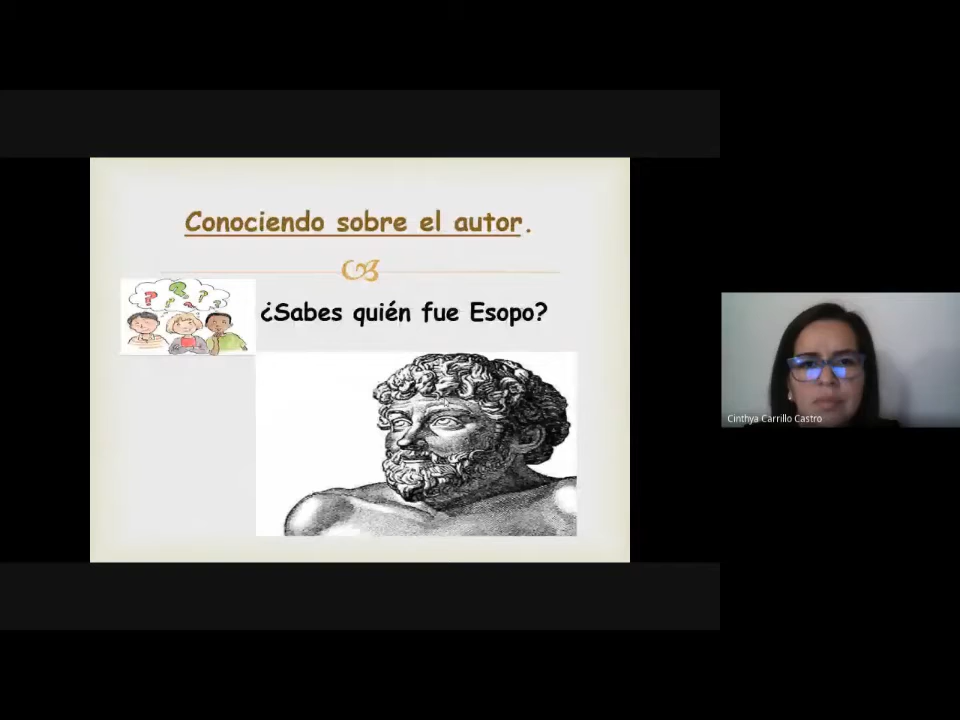 Conociendo sobre el autor.
¿Sabes quién fue Esopo?
Cinthya Carrillo Castro